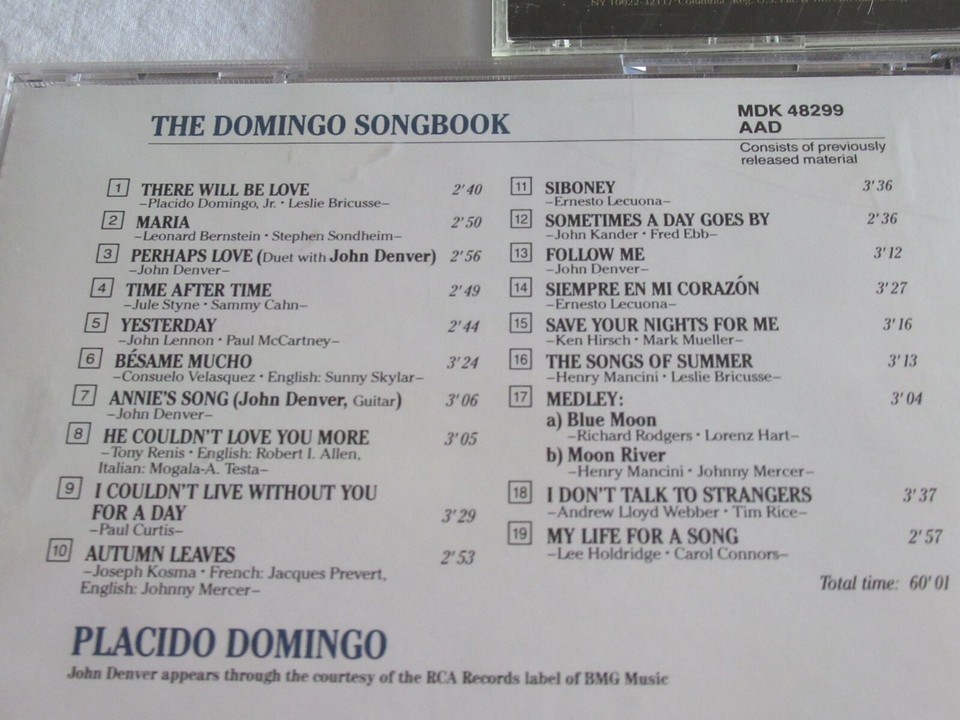 NY 10022-3211
THE DOMINGO SONGBOOK
MDK 48299
AAD
Consists of previously
released material
1 THERE WILL BE LOVE 2'40
–Placido Domingo, Jr. · Leslie Bricusse–
2 MARIA 2'50
–Leonard Bernstein · Stephen Sondheim–
3 PERHAPS LOVE (Duet with John Denver) 2'56
–John Denver–
4 TIME AFTER TIME 2'49
–Jule Styne · Sammy Cahn–
5 YESTERDAY 2'44
–John Lennon · Paul McCartney–
6 BÉSAME MUCHO 3'24
–Consuelo Velasquez · English: Sunny Skylar–
7 ANNIE'S SONG (John Denver, Guitar) 3'06
–John Denver–
8 HE COULDN'T LOVE YOU MORE 3'05
–Tony Renis · English: Robert I. Allen,
Italian: Mogala-A. Testa–
9 I COULDN'T LIVE WITHOUT YOU
FOR A DAY 3'29
–Paul Curtis–
10 AUTUMN LEAVES 2'53
–Joseph Kosma · French: Jacques Prevert,
English: Johnny Mercer–
11 SIBONEY 3'36
–Ernesto Lecuona–
12 SOMETIMES A DAY GOES BY 2'36
–John Kander · Fred Ebb–
13 FOLLOW ME 3'12
–John Denver–
14 SIEMPRE EN MI CORAZÓN 3'27
–Ernesto Lecuona–
15 SAVE YOUR NIGHTS FOR ME 3'16
–Ken Hirsch · Mark Mueller–
16 THE SONGS OF SUMMER 3'13
–Henry Mancini · Leslie Bricusse–
17 MEDLEY: 3'04
a) Blue Moon
–Richard Rodgers · Lorenz Hart–
b) Moon River
–Henry Mancini · Johnny Mercer–
18 I DON'T TALK TO STRANGERS 3'37
–Andrew Lloyd Webber · Tim Rice–
19 MY LIFE FOR A SONG 2'57
–Lee Holdridge · Carol Connors–
Total time: 60'01
PLACIDO DOMINGO
John Denver appears through the courtesy of the RCA Records label of BMG Music